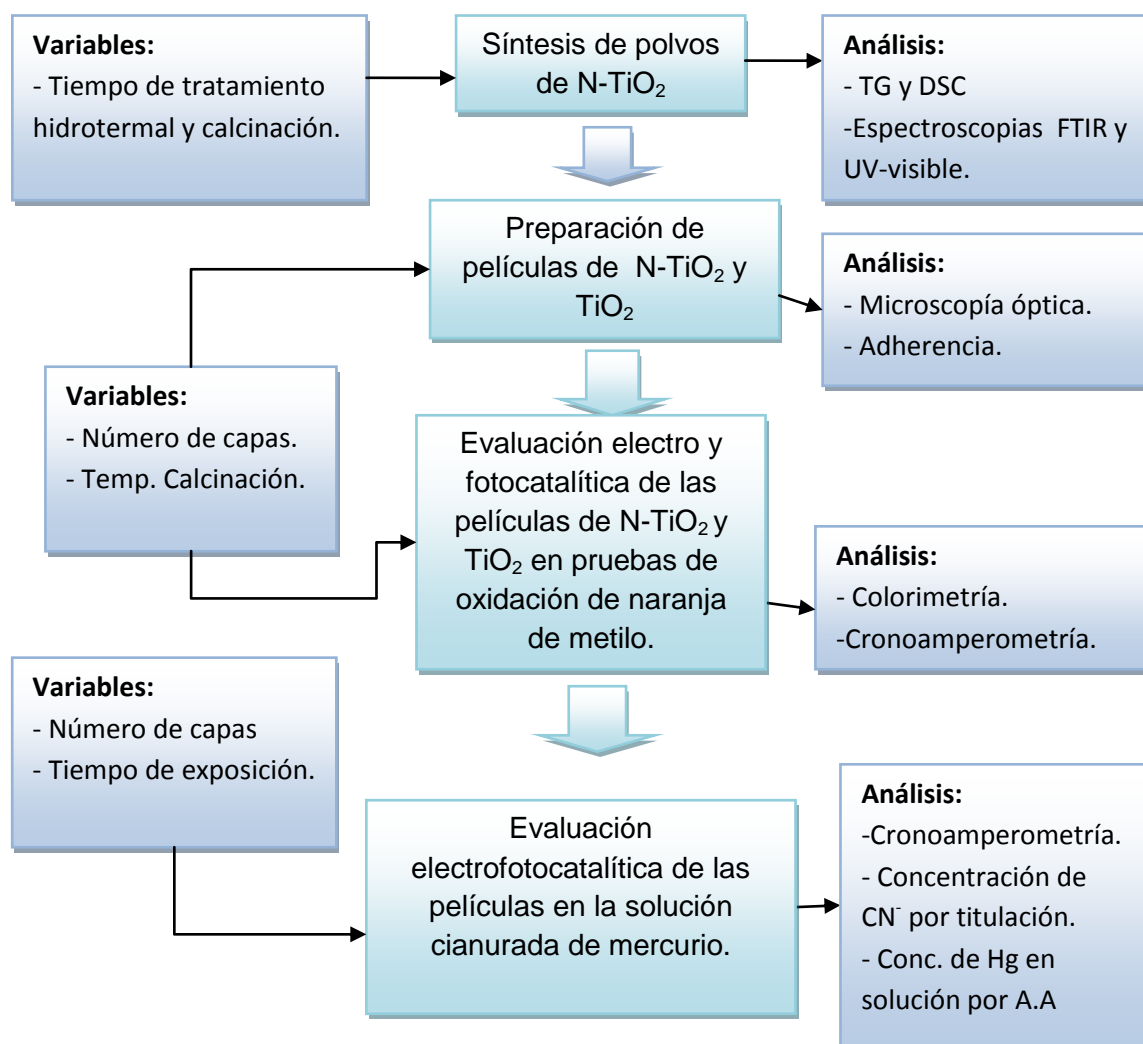 Variables:
- Tiempo de tratamiento
hidrotermal y calcinación.
Síntesis de polvos
de N-TiO₂
Análisis:
- TG y DSC
-Espectroscopias FTIR y
UV-visible.
Preparación de
películas de N-TiO₂ y
TiO₂
Análisis:
- Microscopía óptica.
- Adherencia.
Variables:
- Número de capas.
- Temp. Calcinación.
Evaluación electro y
fotocatalítica de las
películas de N-TiO₂ y
TiO₂ en pruebas de
oxidación de naranja
de metilo.
Análisis:
- Colorimetría.
-Cronoamperometría.
Variables:
- Número de capas
- Tiempo de exposición.
Evaluación
electrofotocatalítica de las
películas en la solución
cianurada de mercurio.
Análisis:
-Cronoamperometría.
- Concentración de
CN⁻ por titulación.
- Conc. de Hg en
solución por A.A